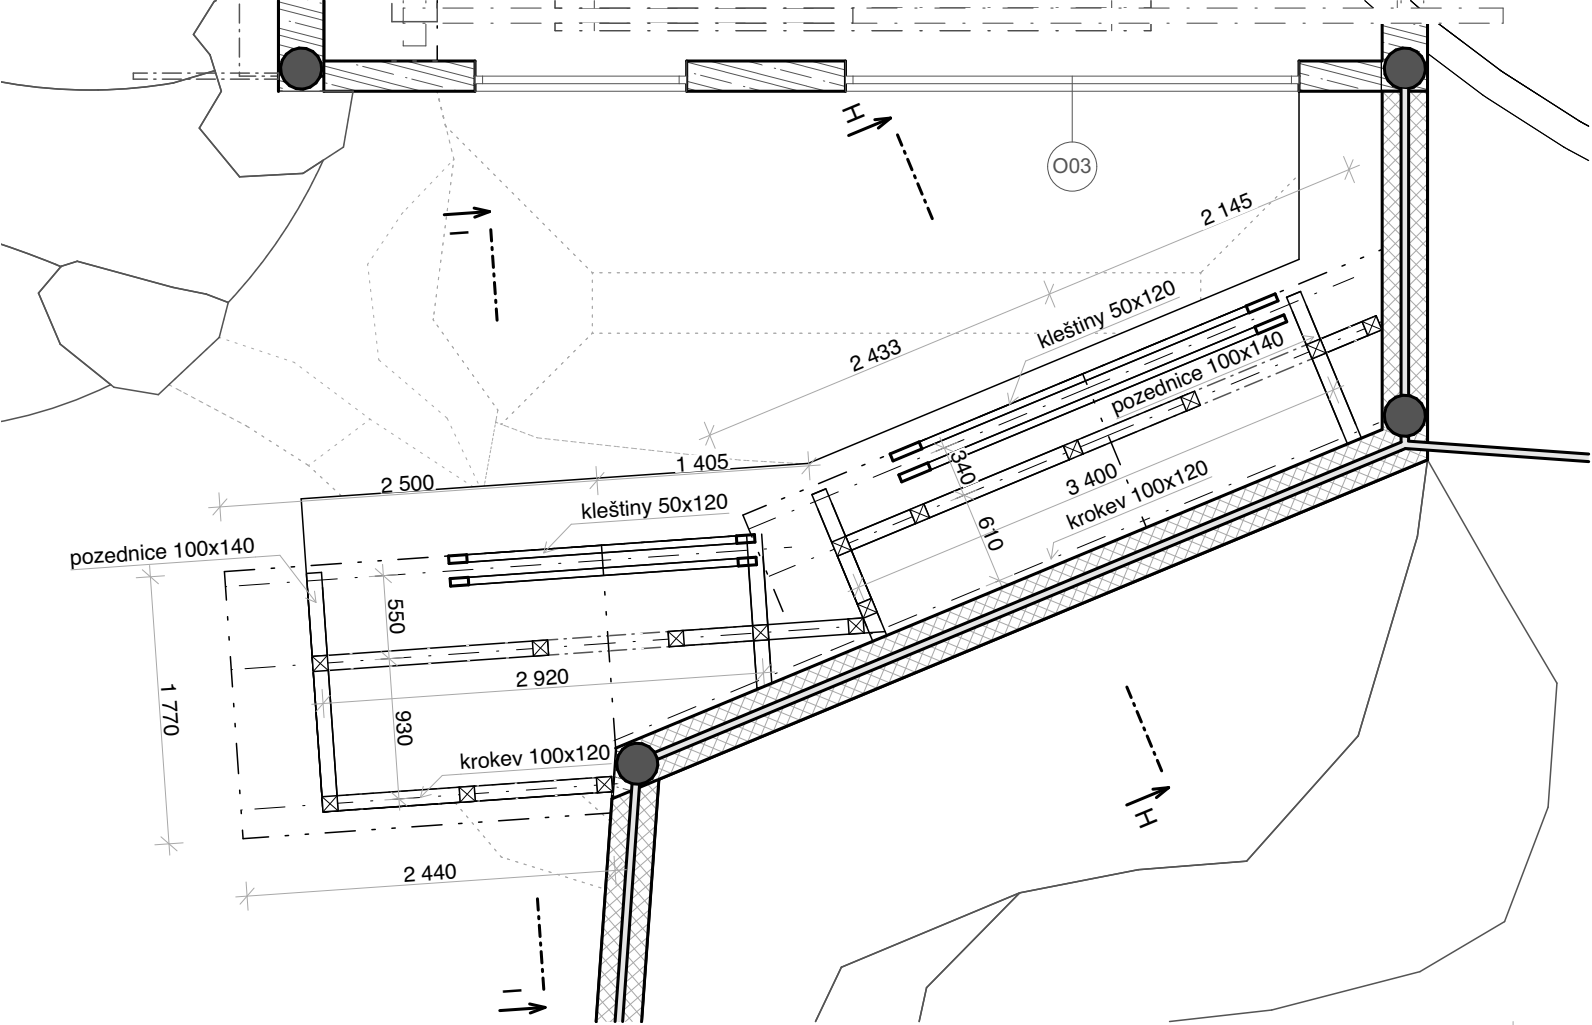 H
O03
I
2 145
kleštiny 50x120
2 433
pozednice 100x140
1 405
2 500
340
3 400
krokev 100x120
kleštiny 50x120
610
pozednice 100x140
550
2 920
1 770
930
krokev 100x120
H
2 440
I